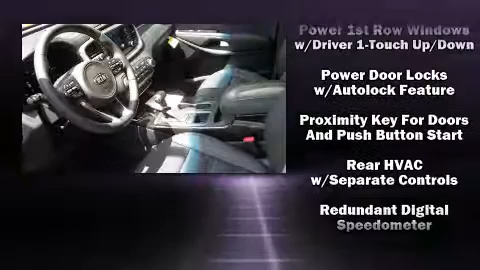 Power 1st Row Windows
w/Driver 1-Touch Up/Down
Power Door Locks
w/Autolock Feature
Proximity Key For Doors
And Push Button Start
Rear HVAC
w/Separate Controls
Redundant Digital
Speedometer